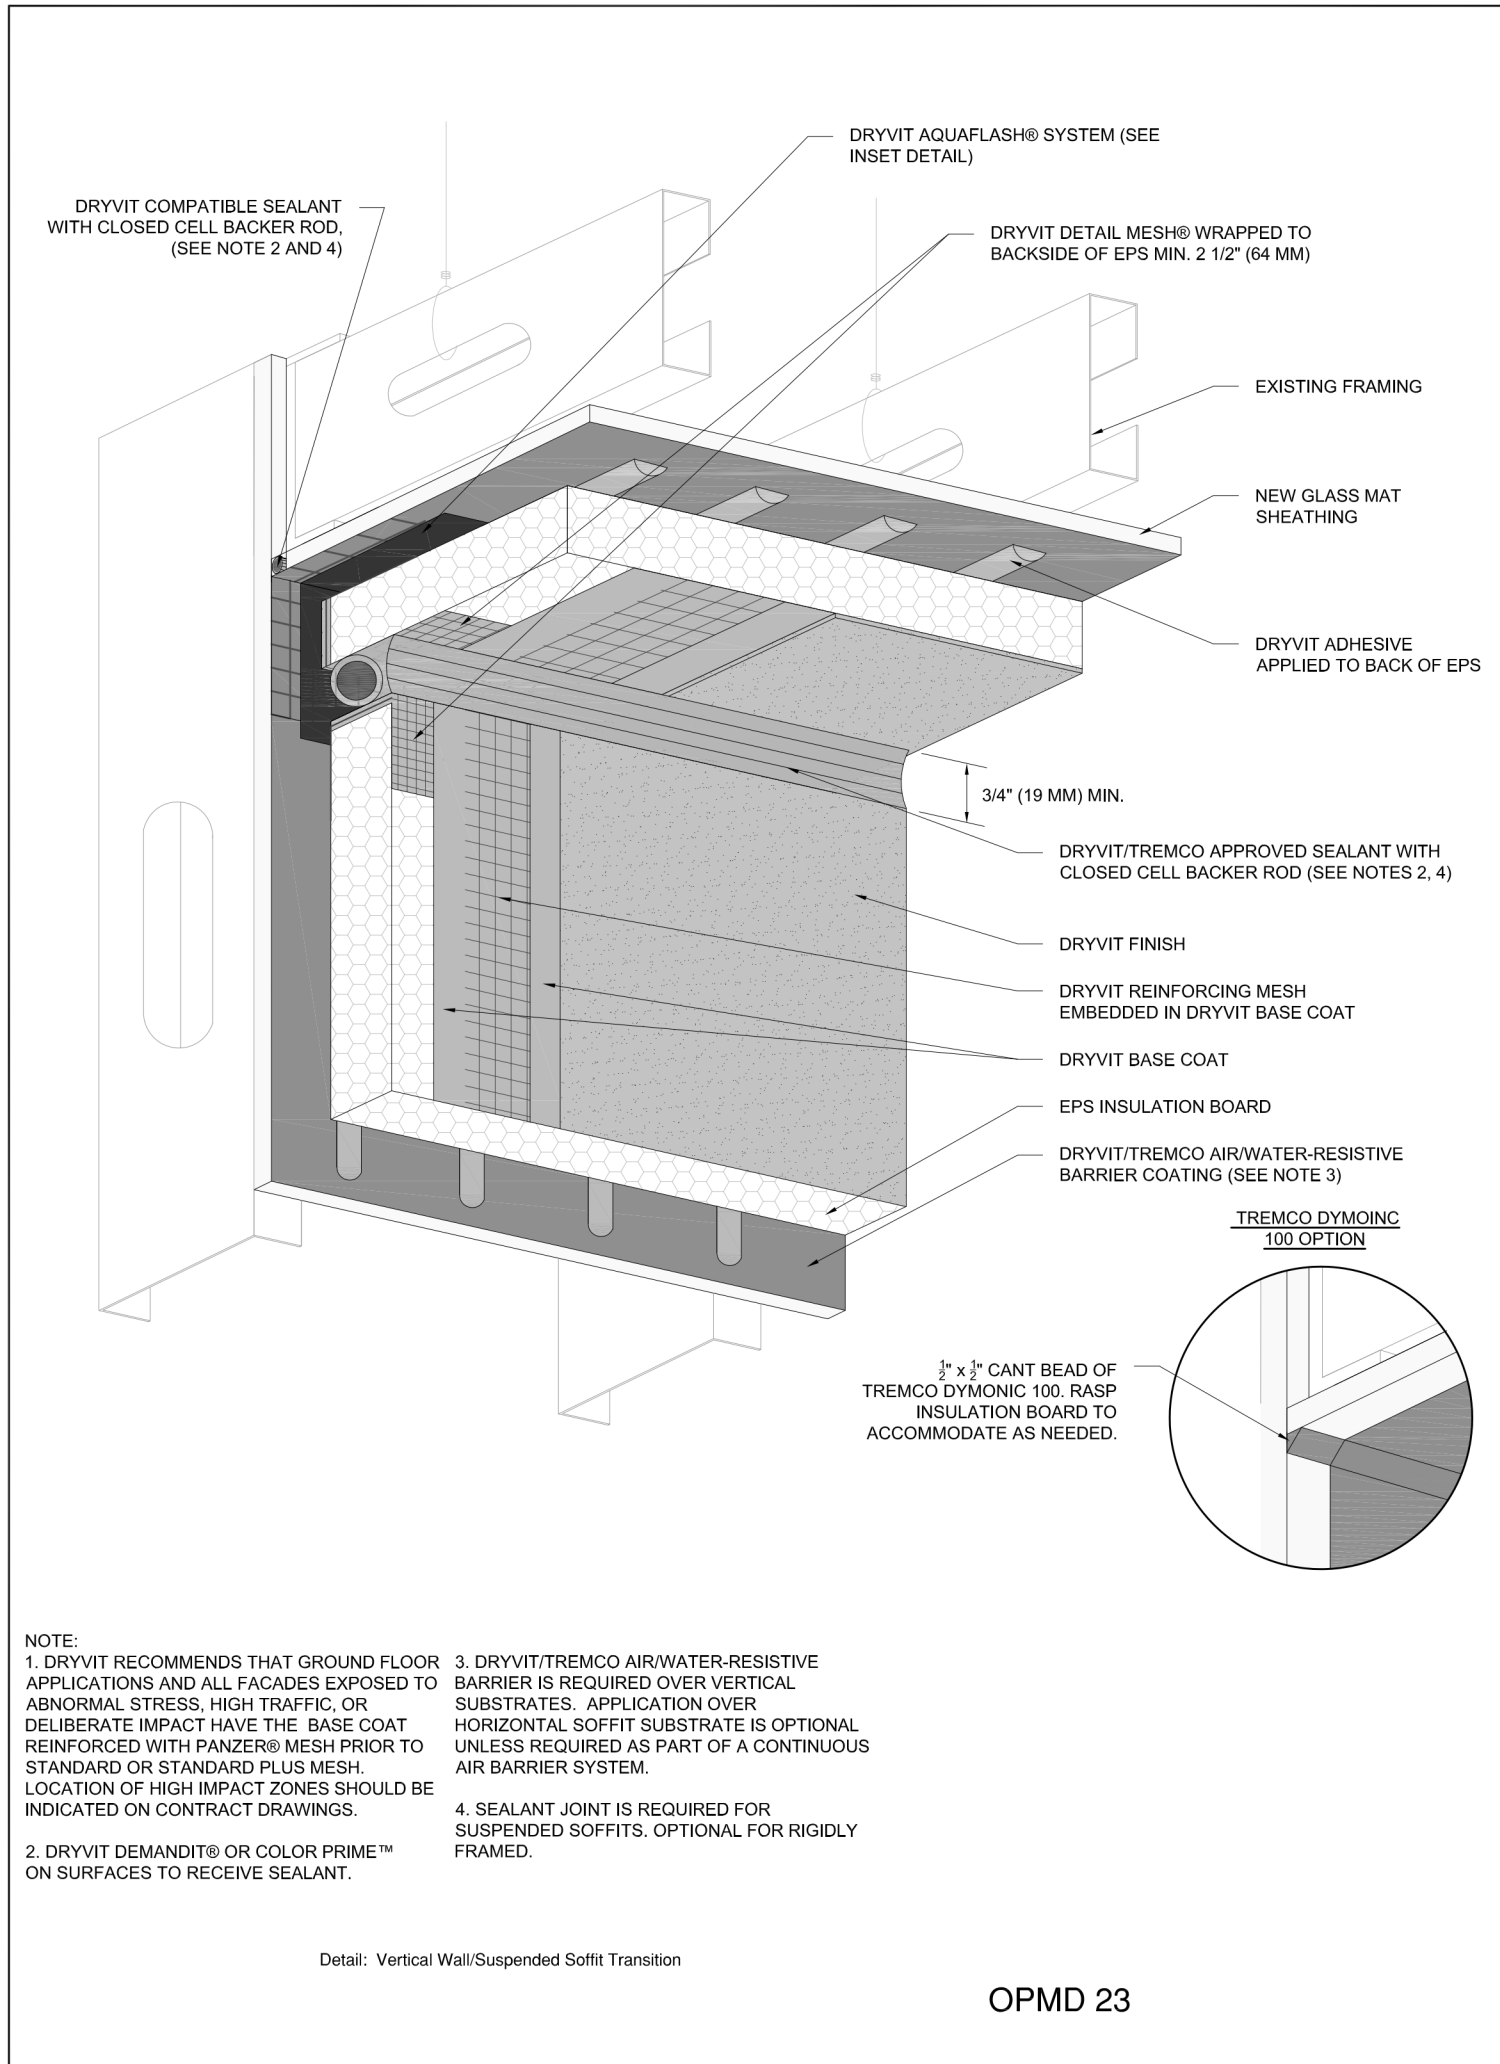 DRYVIT AQUAFLASH® SYSTEM (SEE
INSET DETAIL)
DRYVIT COMPATIBLE SEALANT
WITH CLOSED CELL BACKER ROD,
(SEE NOTE 2 AND 4)
DRYVIT DETAIL MESH® WRAPPED TO
BACKSIDE OF EPS MIN. 2 1/2" (64 MM)
EXISTING FRAMING
NEW GLASS MAT
SHEATHING
DRYVIT ADHESIVE
APPLIED TO BACK OF EPS
3/4" (19 MM) MIN.
DRYVIT/TREMCO APPROVED SEALANT WITH
CLOSED CELL BACKER ROD (SEE NOTES 2, 4)
DRYVIT FINISH
DRYVIT REINFORCING MESH
EMBEDDED IN DRYVIT BASE COAT
DRYVIT BASE COAT
EPS INSULATION BOARD
DRYVIT/TREMCO AIR/WATER-RESISTIVE
BARRIER COATING (SEE NOTE 3)
TREMCO DYMOINC
100 OPTION
1/2" x 1/2" CANT BEAD OF
TREMCO DYMONIC 100. RASP
INSULATION BOARD TO
ACCOMMODATE AS NEEDED.
NOTE:
1. DRYVIT RECOMMENDS THAT GROUND FLOOR
APPLICATIONS AND ALL FACADES EXPOSED TO
ABNORMAL STRESS, HIGH TRAFFIC, OR
DELIBERATE IMPACT HAVE THE BASE COAT
REINFORCED WITH PANZER® MESH PRIOR TO
STANDARD OR STANDARD PLUS MESH.
LOCATION OF HIGH IMPACT ZONES SHOULD BE
INDICATED ON CONTRACT DRAWINGS.
2. DRYVIT DEMANDIT® OR COLOR PRIME™
ON SURFACES TO RECEIVE SEALANT.
3. DRYVIT/TREMCO AIR/WATER-RESISTIVE
BARRIER IS REQUIRED OVER VERTICAL
SUBSTRATES. APPLICATION OVER
HORIZONTAL SOFFIT SUBSTRATE IS OPTIONAL
UNLESS REQUIRED AS PART OF A CONTINUOUS
AIR BARRIER SYSTEM.
4. SEALANT JOINT IS REQUIRED FOR
SUSPENDED SOFFITS. OPTIONAL FOR RIGIDLY
FRAMED.
Detail: Vertical Wall/Suspended Soffit Transition
OPMD 23